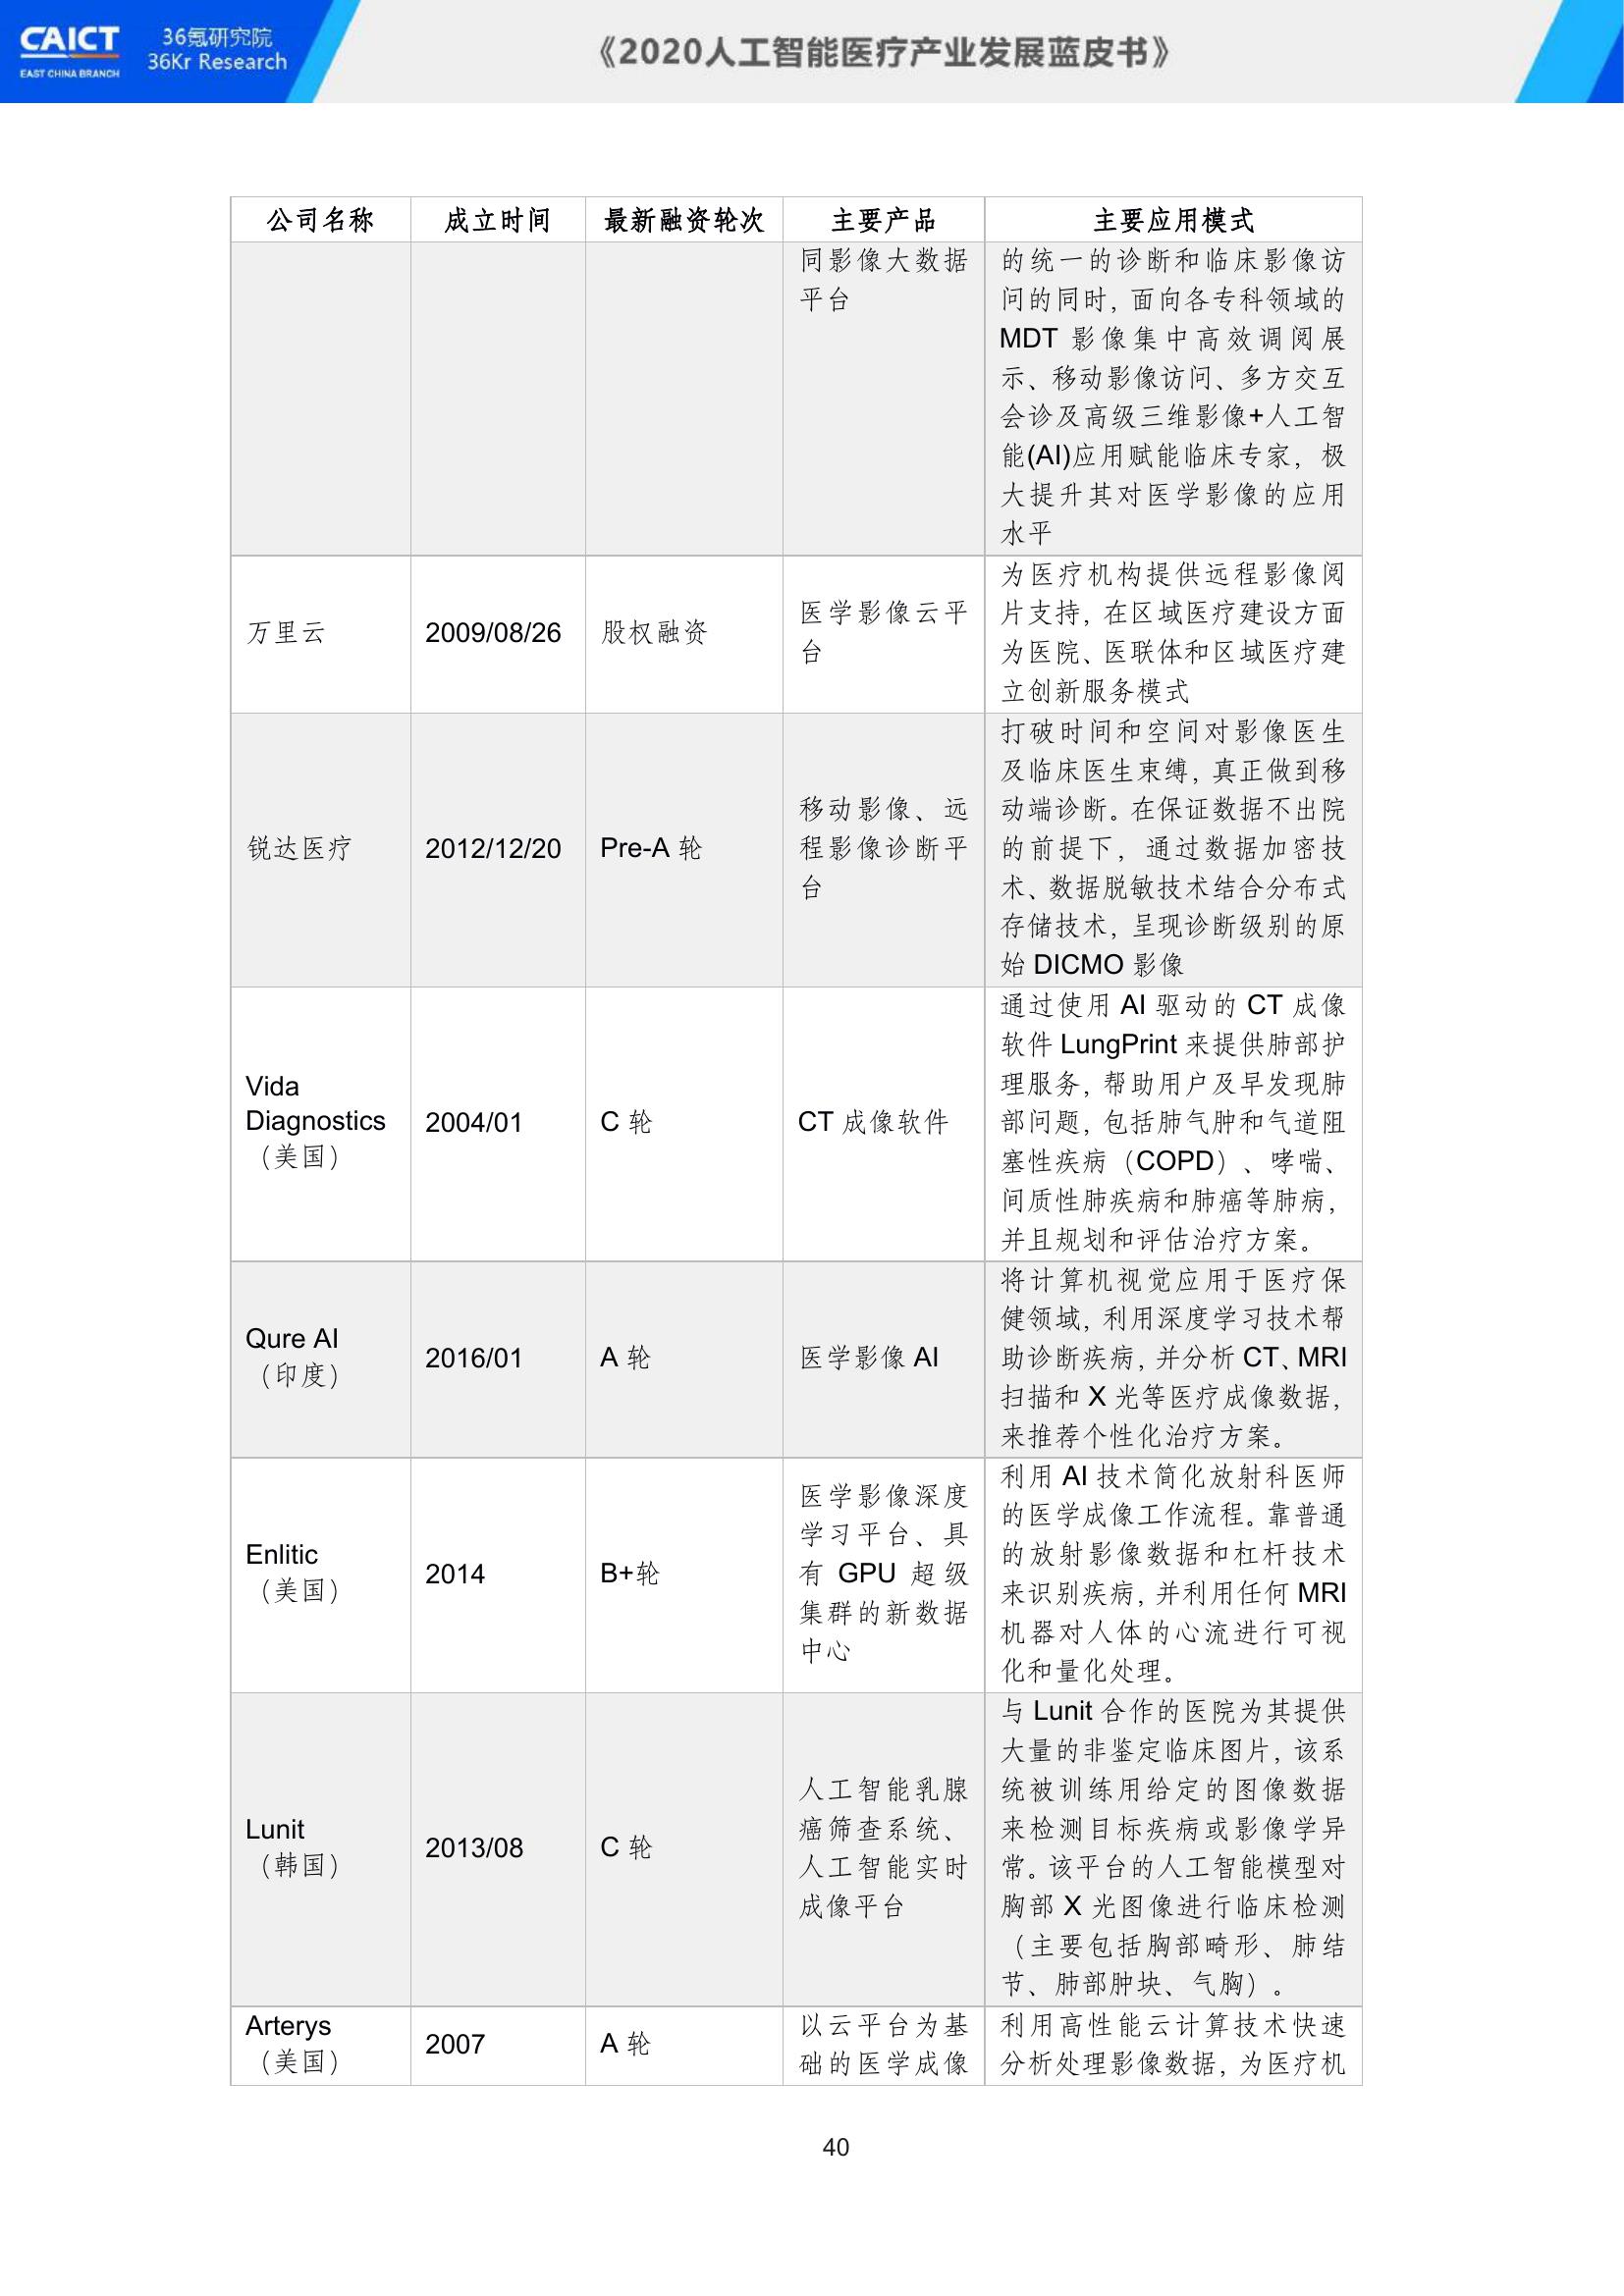 CAICT
EAST CHINA BRANCH
36氪研究院
36Kr Research
《2020人工智能医疗产业发展蓝皮书》
公司名称 成立时间 最新融资轮次 主要产品 主要应用模式
同影像大数据
平台
的统一的诊断和临床影像访
问的同时，面向各专科领域的
MDT 影像集中高效调阅展
示、移动影像访问、多方交互
会诊及高级三维影像+人工智
能(AI)应用赋能临床专家，极
大提升其对医学影像的应用
水平
万里云
2009/08/26
股权融资
医学影像云平
台
为医疗机构提供远程影像阅
片支持，在区域医疗建设方面
为医院、医联体和区域医疗建
立创新服务模式
锐达医疗
2012/12/20
Pre-A 轮
移动影像、远
程影像诊断平
台
打破时间和空间对影像医生
及临床医生束缚，真正做到移
动端诊断。在保证数据不出院
的前提下，通过数据加密技
术、数据脱敏技术结合分布式
存储技术，呈现诊断级别的原
始 DICMO 影像
Vida
Diagnostics
（美国）
2004/01
C 轮
CT 成像软件
通过使用 AI 驱动的 CT 成像
软件 LungPrint 来提供肺部护
理服务，帮助用户及早发现肺
部问题，包括肺气肿和气道阻
塞性疾病（COPD）、哮喘、
间质性肺疾病和肺癌等肺病，
并且规划和评估治疗方案。
Qure AI
（印度）
2016/01
A 轮
医学影像 AI
将计算机视觉应用于医疗保
健领域，利用深度学习技术帮
助诊断疾病，并分析 CT、MRI
扫描和 X 光等医疗成像数据，
来推荐个性化治疗方案。
Enlitic
（美国）
2014
B+轮
医学影像深度
学习平台、具
有 GPU 超级
集群的新数据
中心
利用 AI 技术简化放射科医师
的医学成像工作流程。靠普通
的放射影像数据和杠杆技术
来识别疾病，并利用任何 MRI
机器对人体的心流进行可视
化和量化处理。
Lunit
（韩国）
2013/08
C 轮
人工智能乳腺
癌筛查系统、
人工智能实时
成像平台
与 Lunit 合作的医院为其提供
大量的非鉴定临床图片，该系
统被训练用给定的图像数据
来检测目标疾病或影像学异
常。该平台的人工智能模型对
胸部 X 光图像进行临床检测
（主要包括胸部畸形、肺结
节、肺部肿块、气胸）。
Arterys
（美国）
2007
A 轮
以云平台为基
础的医学成像
利用高性能云计算技术快速
分析处理影像数据，为医疗机
40